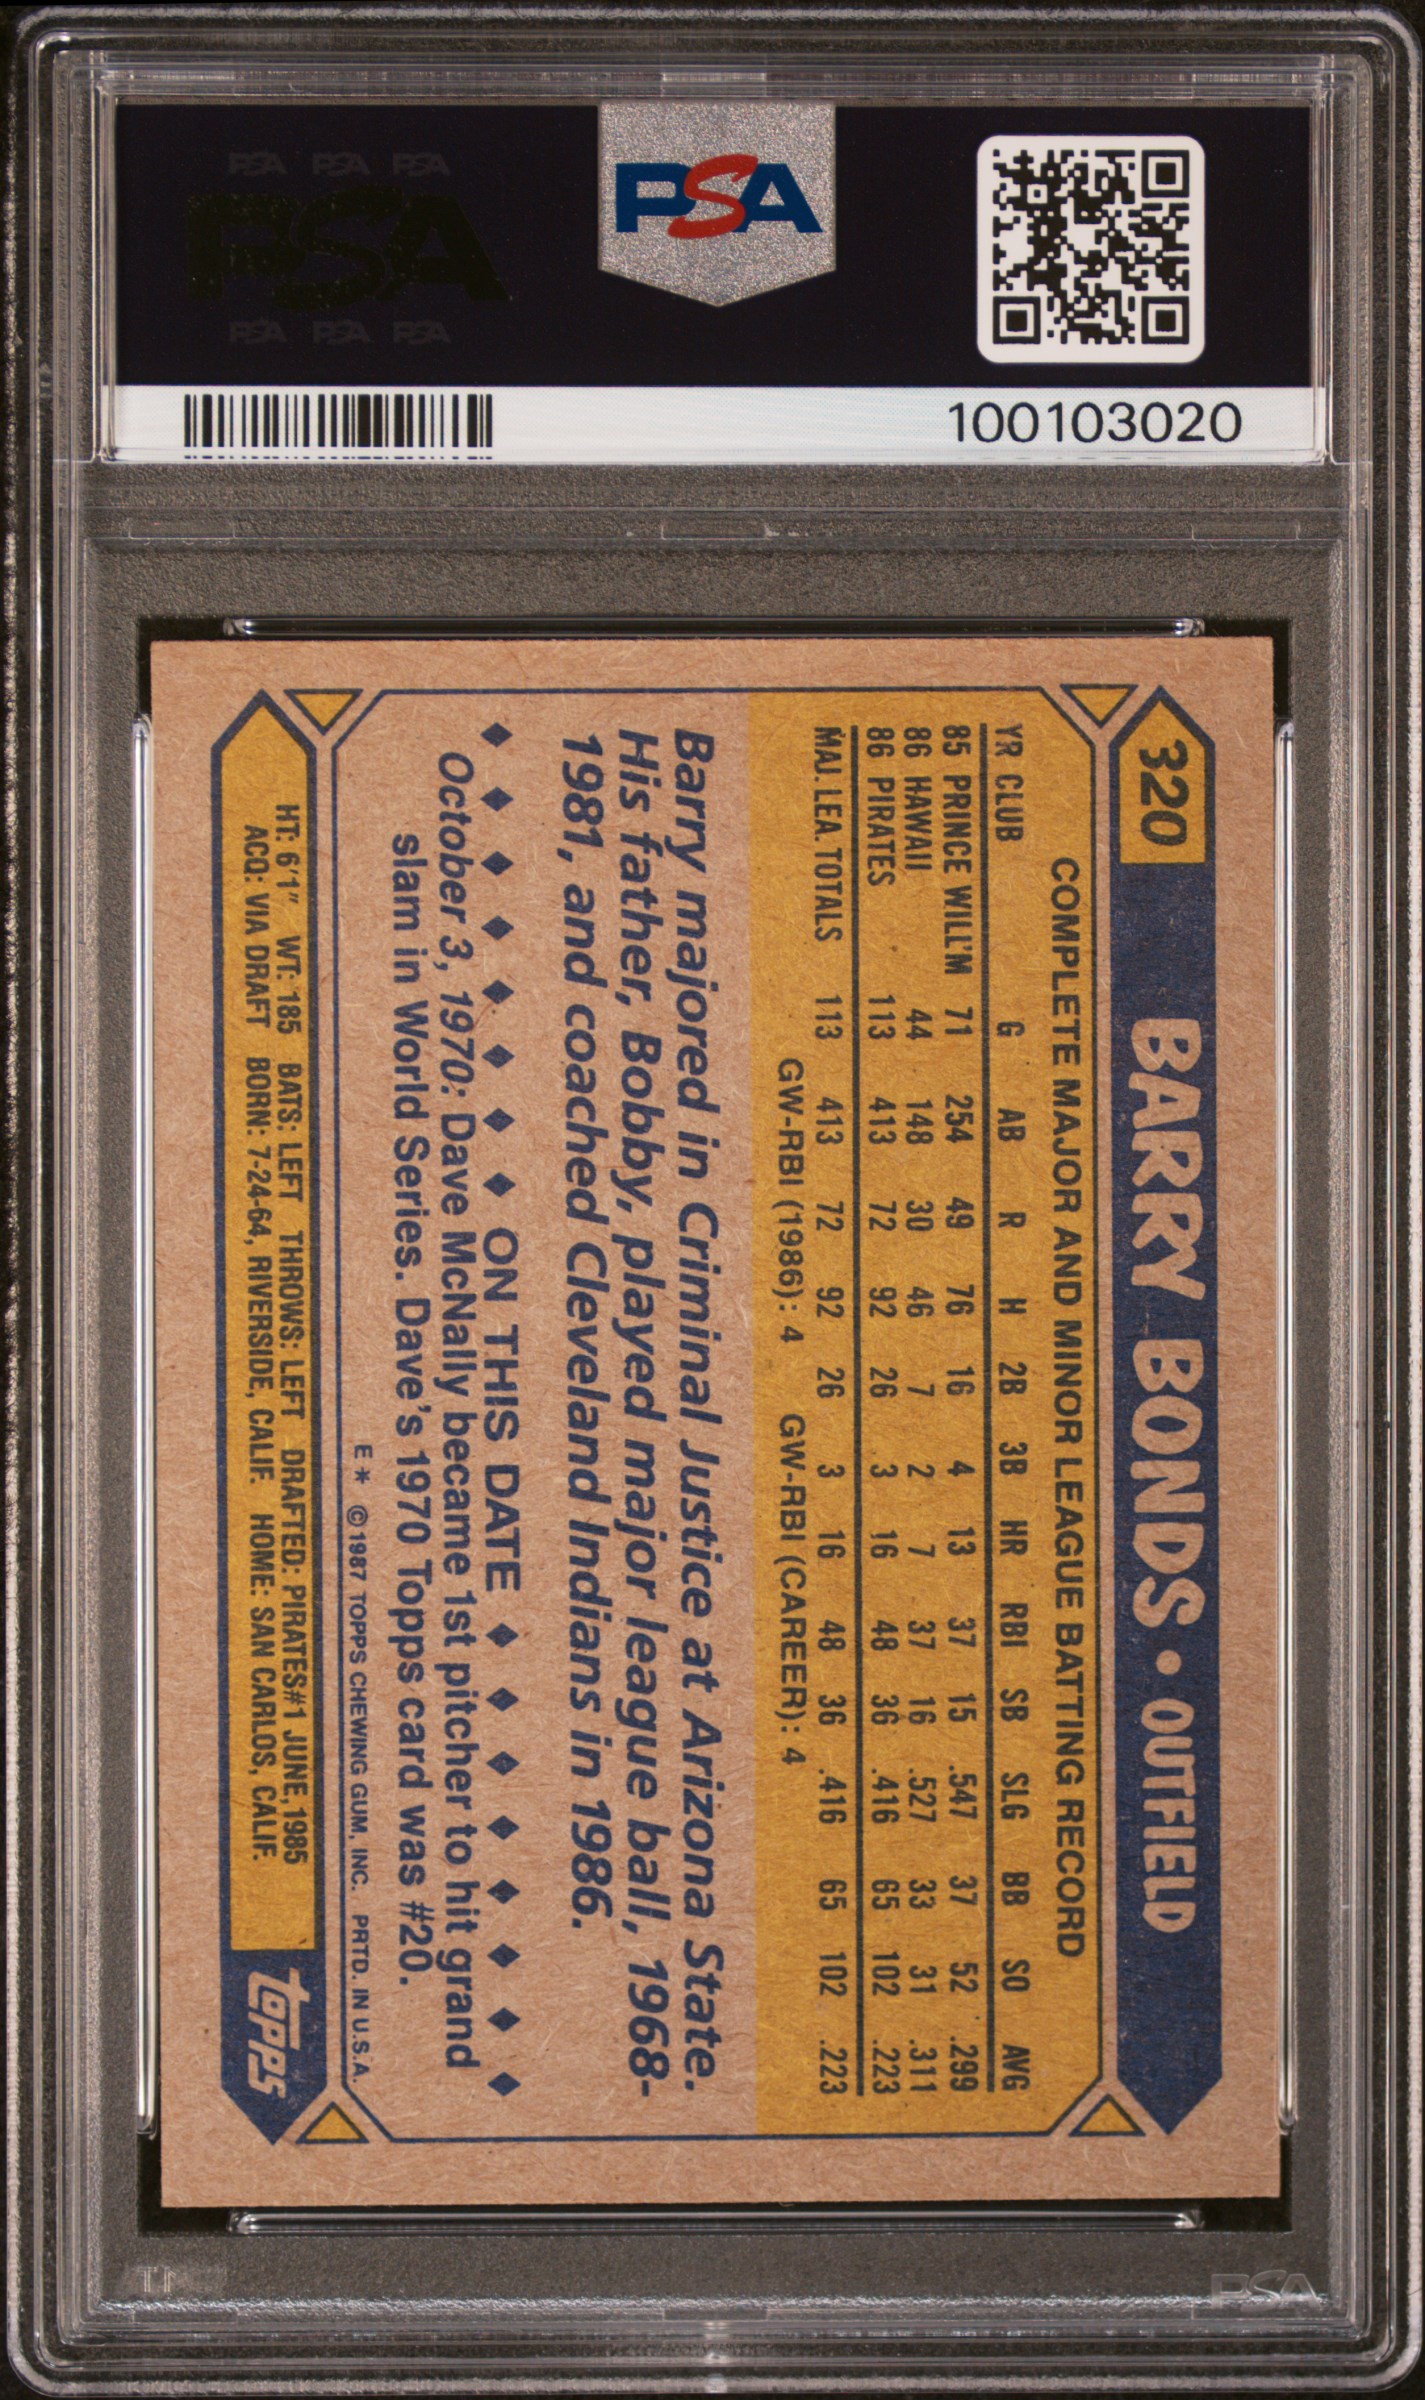 PSA PSA PSA
PSA
PSA PSA PSA
PSA
100103020
320 BARRY BONDS • OUTFIELD
COMPLETE MAJOR AND MINOR LEAGUE BATTING RECORD
YR CLUB G AB R H 2B 3B HR RBI SB SLG BB SO AVG
85 PRINCE WILL'M 71 254 49 76 16 4 13 37 15 .547 37 52 .299
86 HAWAII 44 148 30 46 7 2 7 37 16 .527 33 31 .311
86 PIRATES 113 413 72 92 26 3 16 48 36 .416 65 102 .223
MAJ. LEA. TOTALS 113 413 72 92 26 3 16 48 36 .416 65 102 .223
GW-RBI (1986): 4 GW-RBI (CAREER): 4
Barry majored in Criminal Justice at Arizona State.
His father, Bobby, played major league ball, 1968-
1981, and coached Cleveland Indians in 1986.
◆ ◆ ◆ ◆ ◆ ◆ ◆ ◆ ON THIS DATE ◆ ◆ ◆ ◆ ◆ ◆ ◆ ◆
October 3, 1970: Dave McNally became 1st pitcher to hit grand
slam in World Series. Dave's 1970 Topps card was #20.
E* ©1987 TOPPS CHEWING GUM, INC. PRTD. IN U.S.A.
HT: 6'1" WT: 185 BATS: LEFT THROWS: LEFT DRAFTED: PIRATES#1 JUNE, 1985
ACQ: VIA DRAFT BORN: 7-24-64, RIVERSIDE, CALIF. HOME: SAN CARLOS, CALIF.
TOPPS
PSA